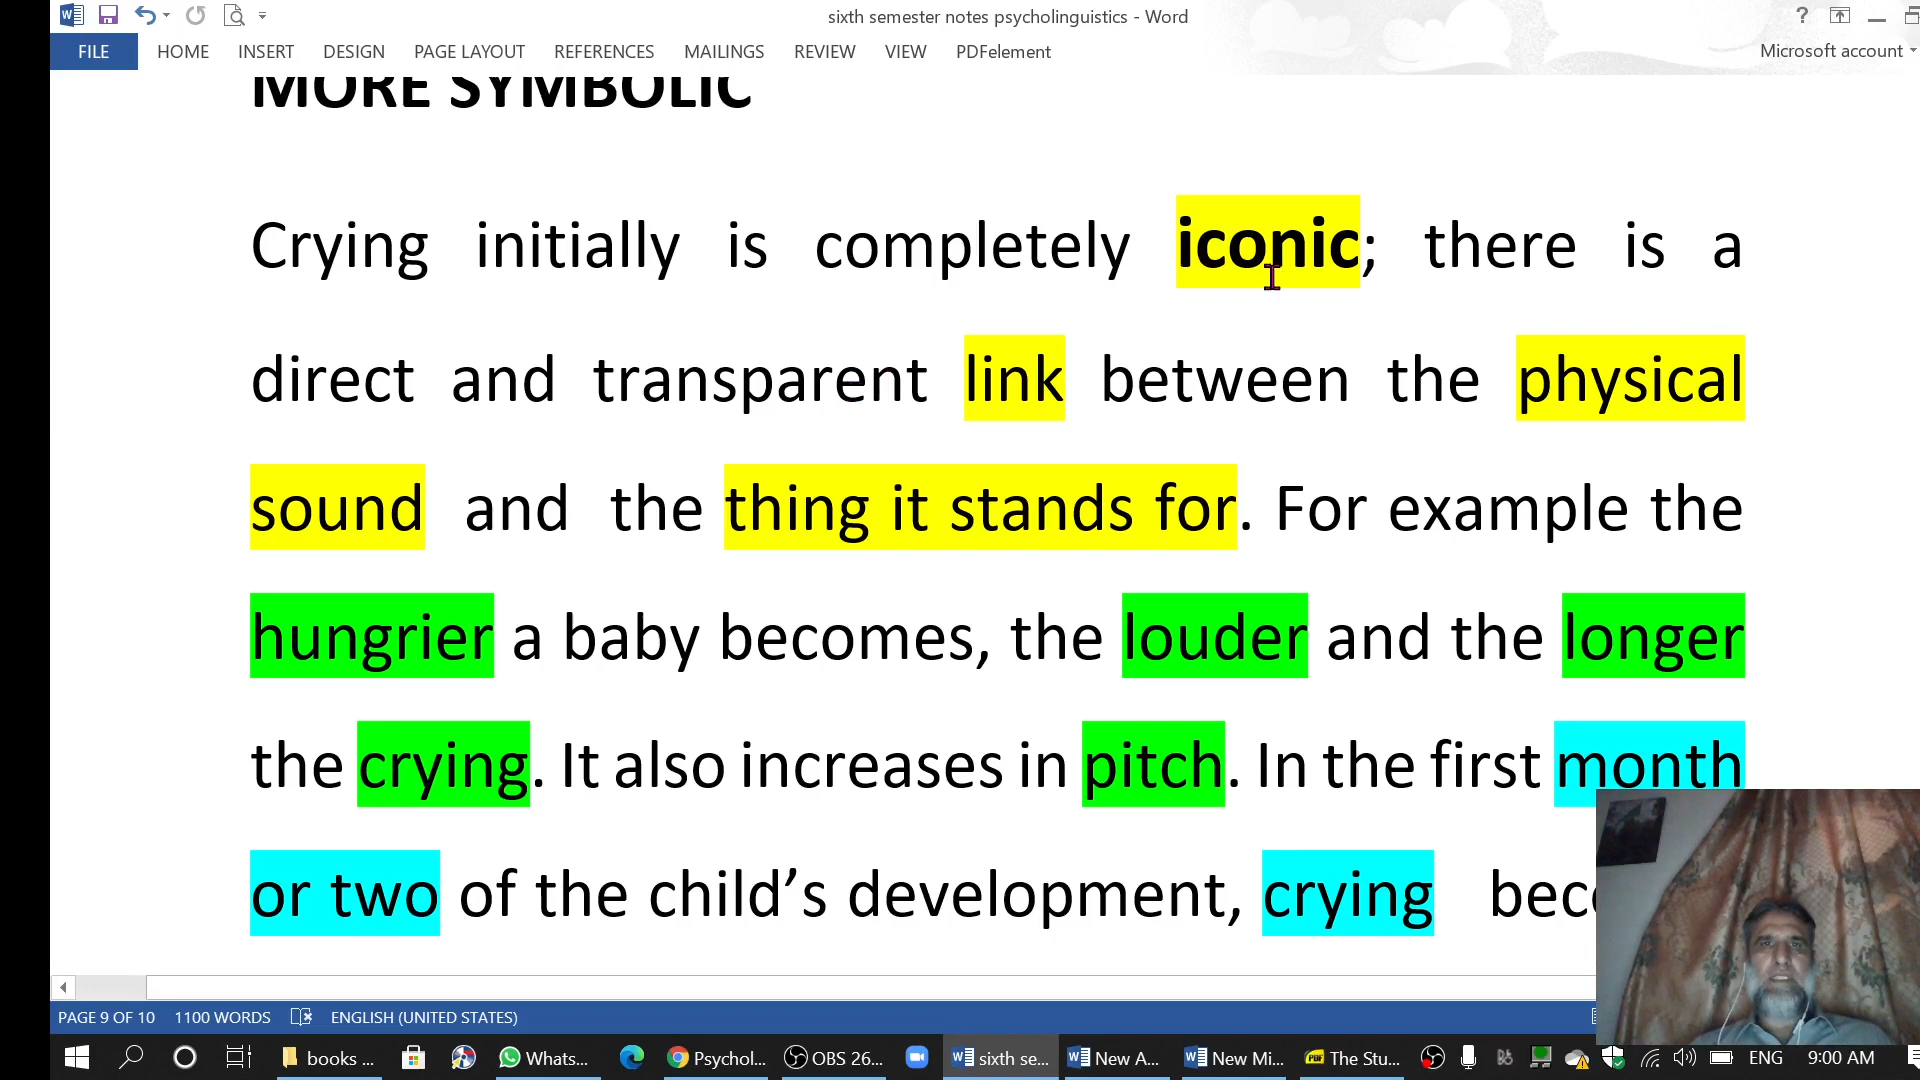 sixth semester notes psycholinguistics - Word
?
FILE HOME INSERT DESIGN PAGE LAYOUT REFERENCES MAILINGS REVIEW VIEW PDFelement Microsoft account
MORE SYMBOLIC
Crying initially is completely iconic; there is a
direct and transparent link between the physical
sound and the thing it stands for. For example the
hungrier a baby becomes, the louder and the longer
the crying. It also increases in pitch. In the first month
or two of the child’s development, crying
PAGE 9 OF 10 1100 WORDS ENGLISH (UNITED STATES)
books ... Whats... Psychol... OBS 26... sixth se... New A... New Mi... The Stu... ENG 9:00 AM